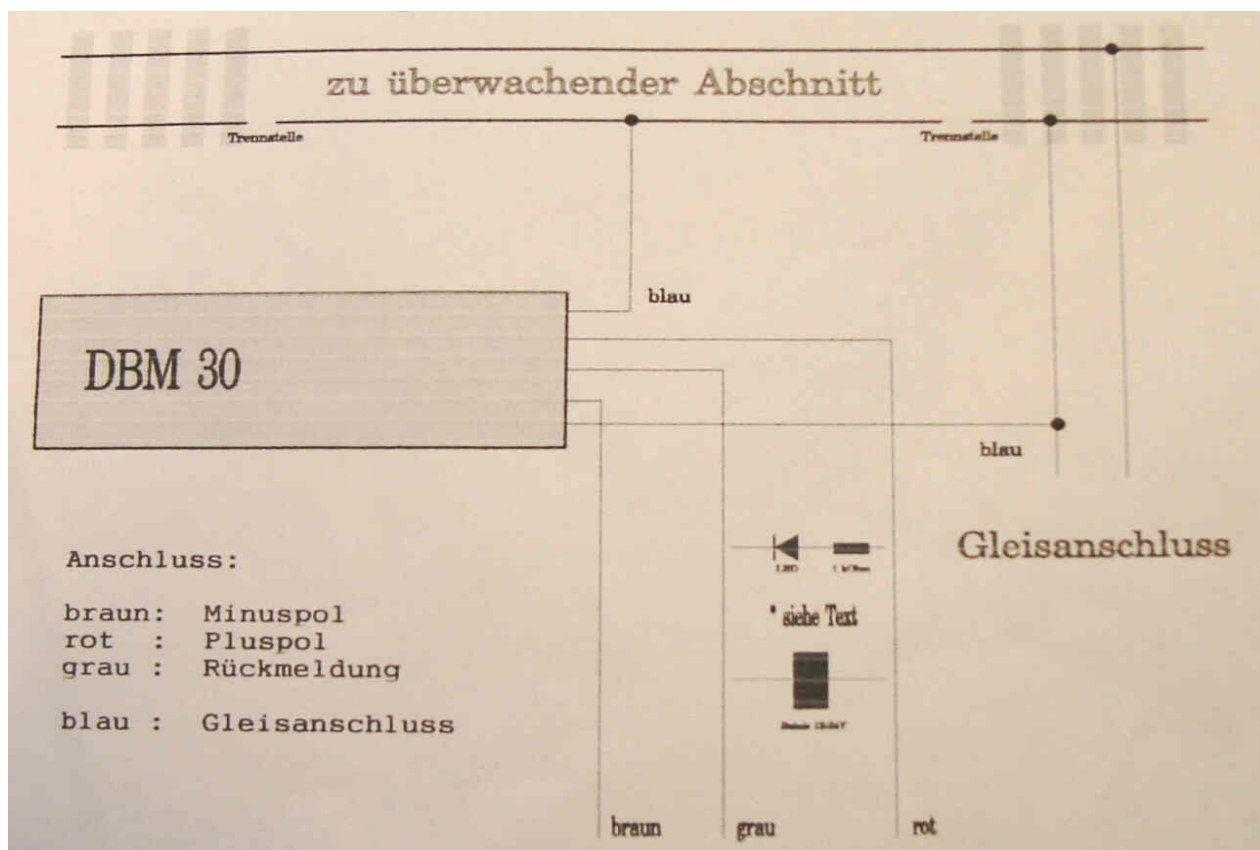 zu überwachender Abschnitt
Trennstelle
Trennstelle
blau
DBM 30
blau
Gleisanschluss
LED
* siehe Text
Anschluss:
braun: Minuspol
rot : Pluspol
grau : Rückmeldung
blau : Gleisanschluss
braun
grau
rot